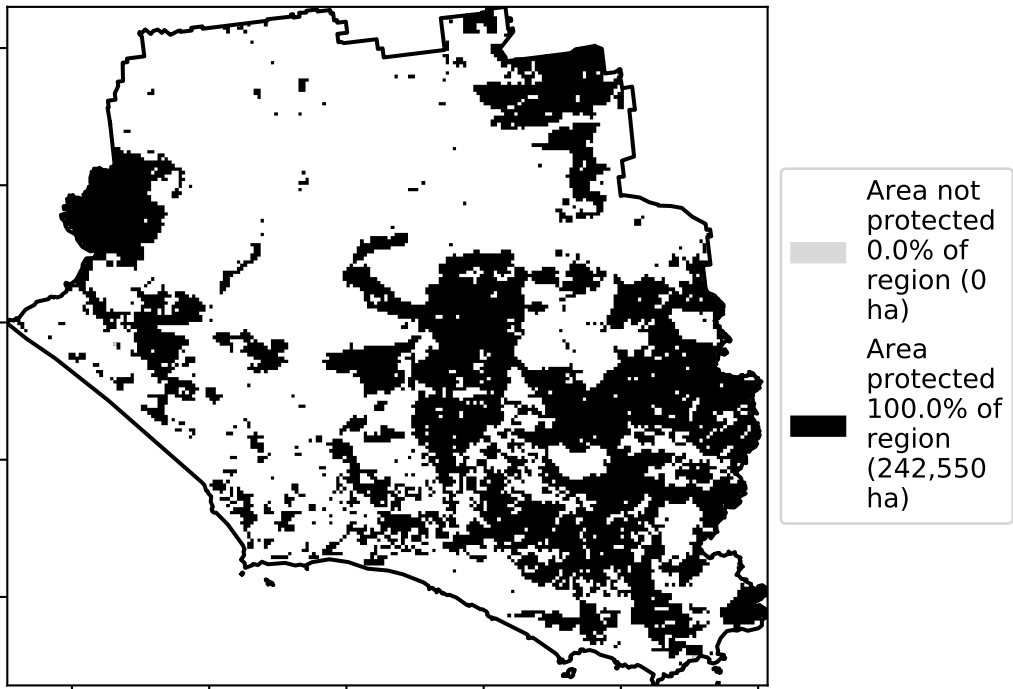 Area not
protected
0.0% of
region (0
ha)
Area
protected
100.0% of
region
(242,550
ha)